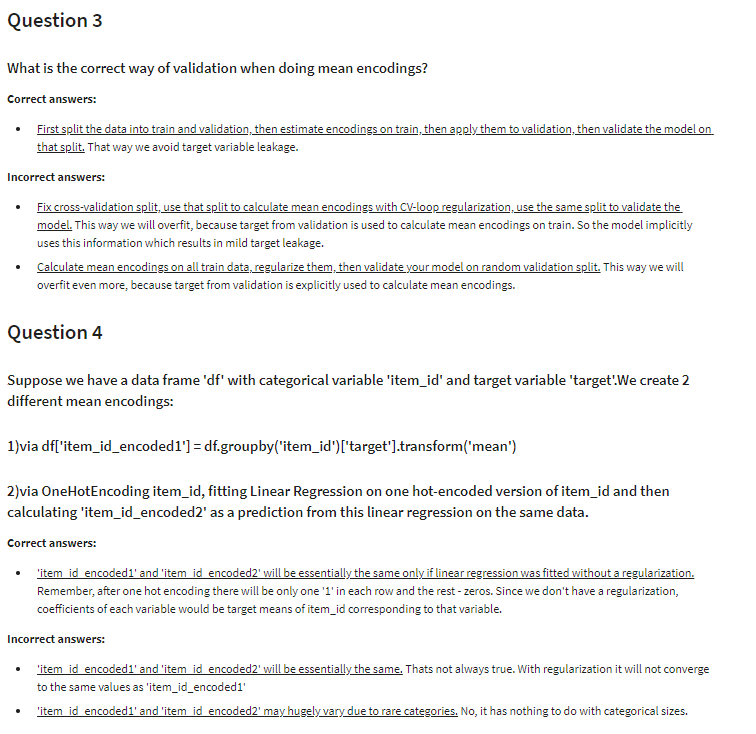 Question 3
What is the correct way of validation when doing mean encodings?
Correct answers:
• First split the data into train and validation, then estimate encodings on train, then apply them to validation, then validate the model on
that split. That way we avoid target variable leakage.
Incorrect answers:
• Fix cross-validation split, use that split to calculate mean encodings with CV-loop regularization, use the same split to validate the
model. This way we will overfit, because target from validation is used to calculate mean encodings on train. So the model implicitly
uses this information which results in mild target leakage.
• Calculate mean encodings on all train data, regularize them, then validate your model on random validation split. This way we will
overfit even more, because target from validation is explicitly used to calculate mean encodings.
Question 4
Suppose we have a data frame 'df' with categorical variable 'item_id' and target variable 'target'.We create 2
different mean encodings:
1)via df['item_id_encoded1'] = df.groupby('item_id')['target'].transform('mean')
2)via OneHotEncoding item_id, fitting Linear Regression on one hot-encoded version of item_id and then
calculating 'item_id_encoded2' as a prediction from this linear regression on the same data.
Correct answers:
• 'item_id_encoded1' and 'item_id_encoded2' will be essentially the same only if linear regression was fitted without a regularization.
Remember, after one hot encoding there will be only one '1' in each row and the rest - zeros. Since we don't have a regularization,
coefficients of each variable would be target means of item_id corresponding to that variable.
Incorrect answers:
• 'item_id_encoded1' and 'item_id_encoded2' will be essentially the same. Thats not always true. With regularization it will not converge
to the same values as 'item_id_encoded1'
• 'item_id_encoded1' and 'item_id_encoded2' may hugely vary due to rare categories. No, it has nothing to do with categorical sizes.